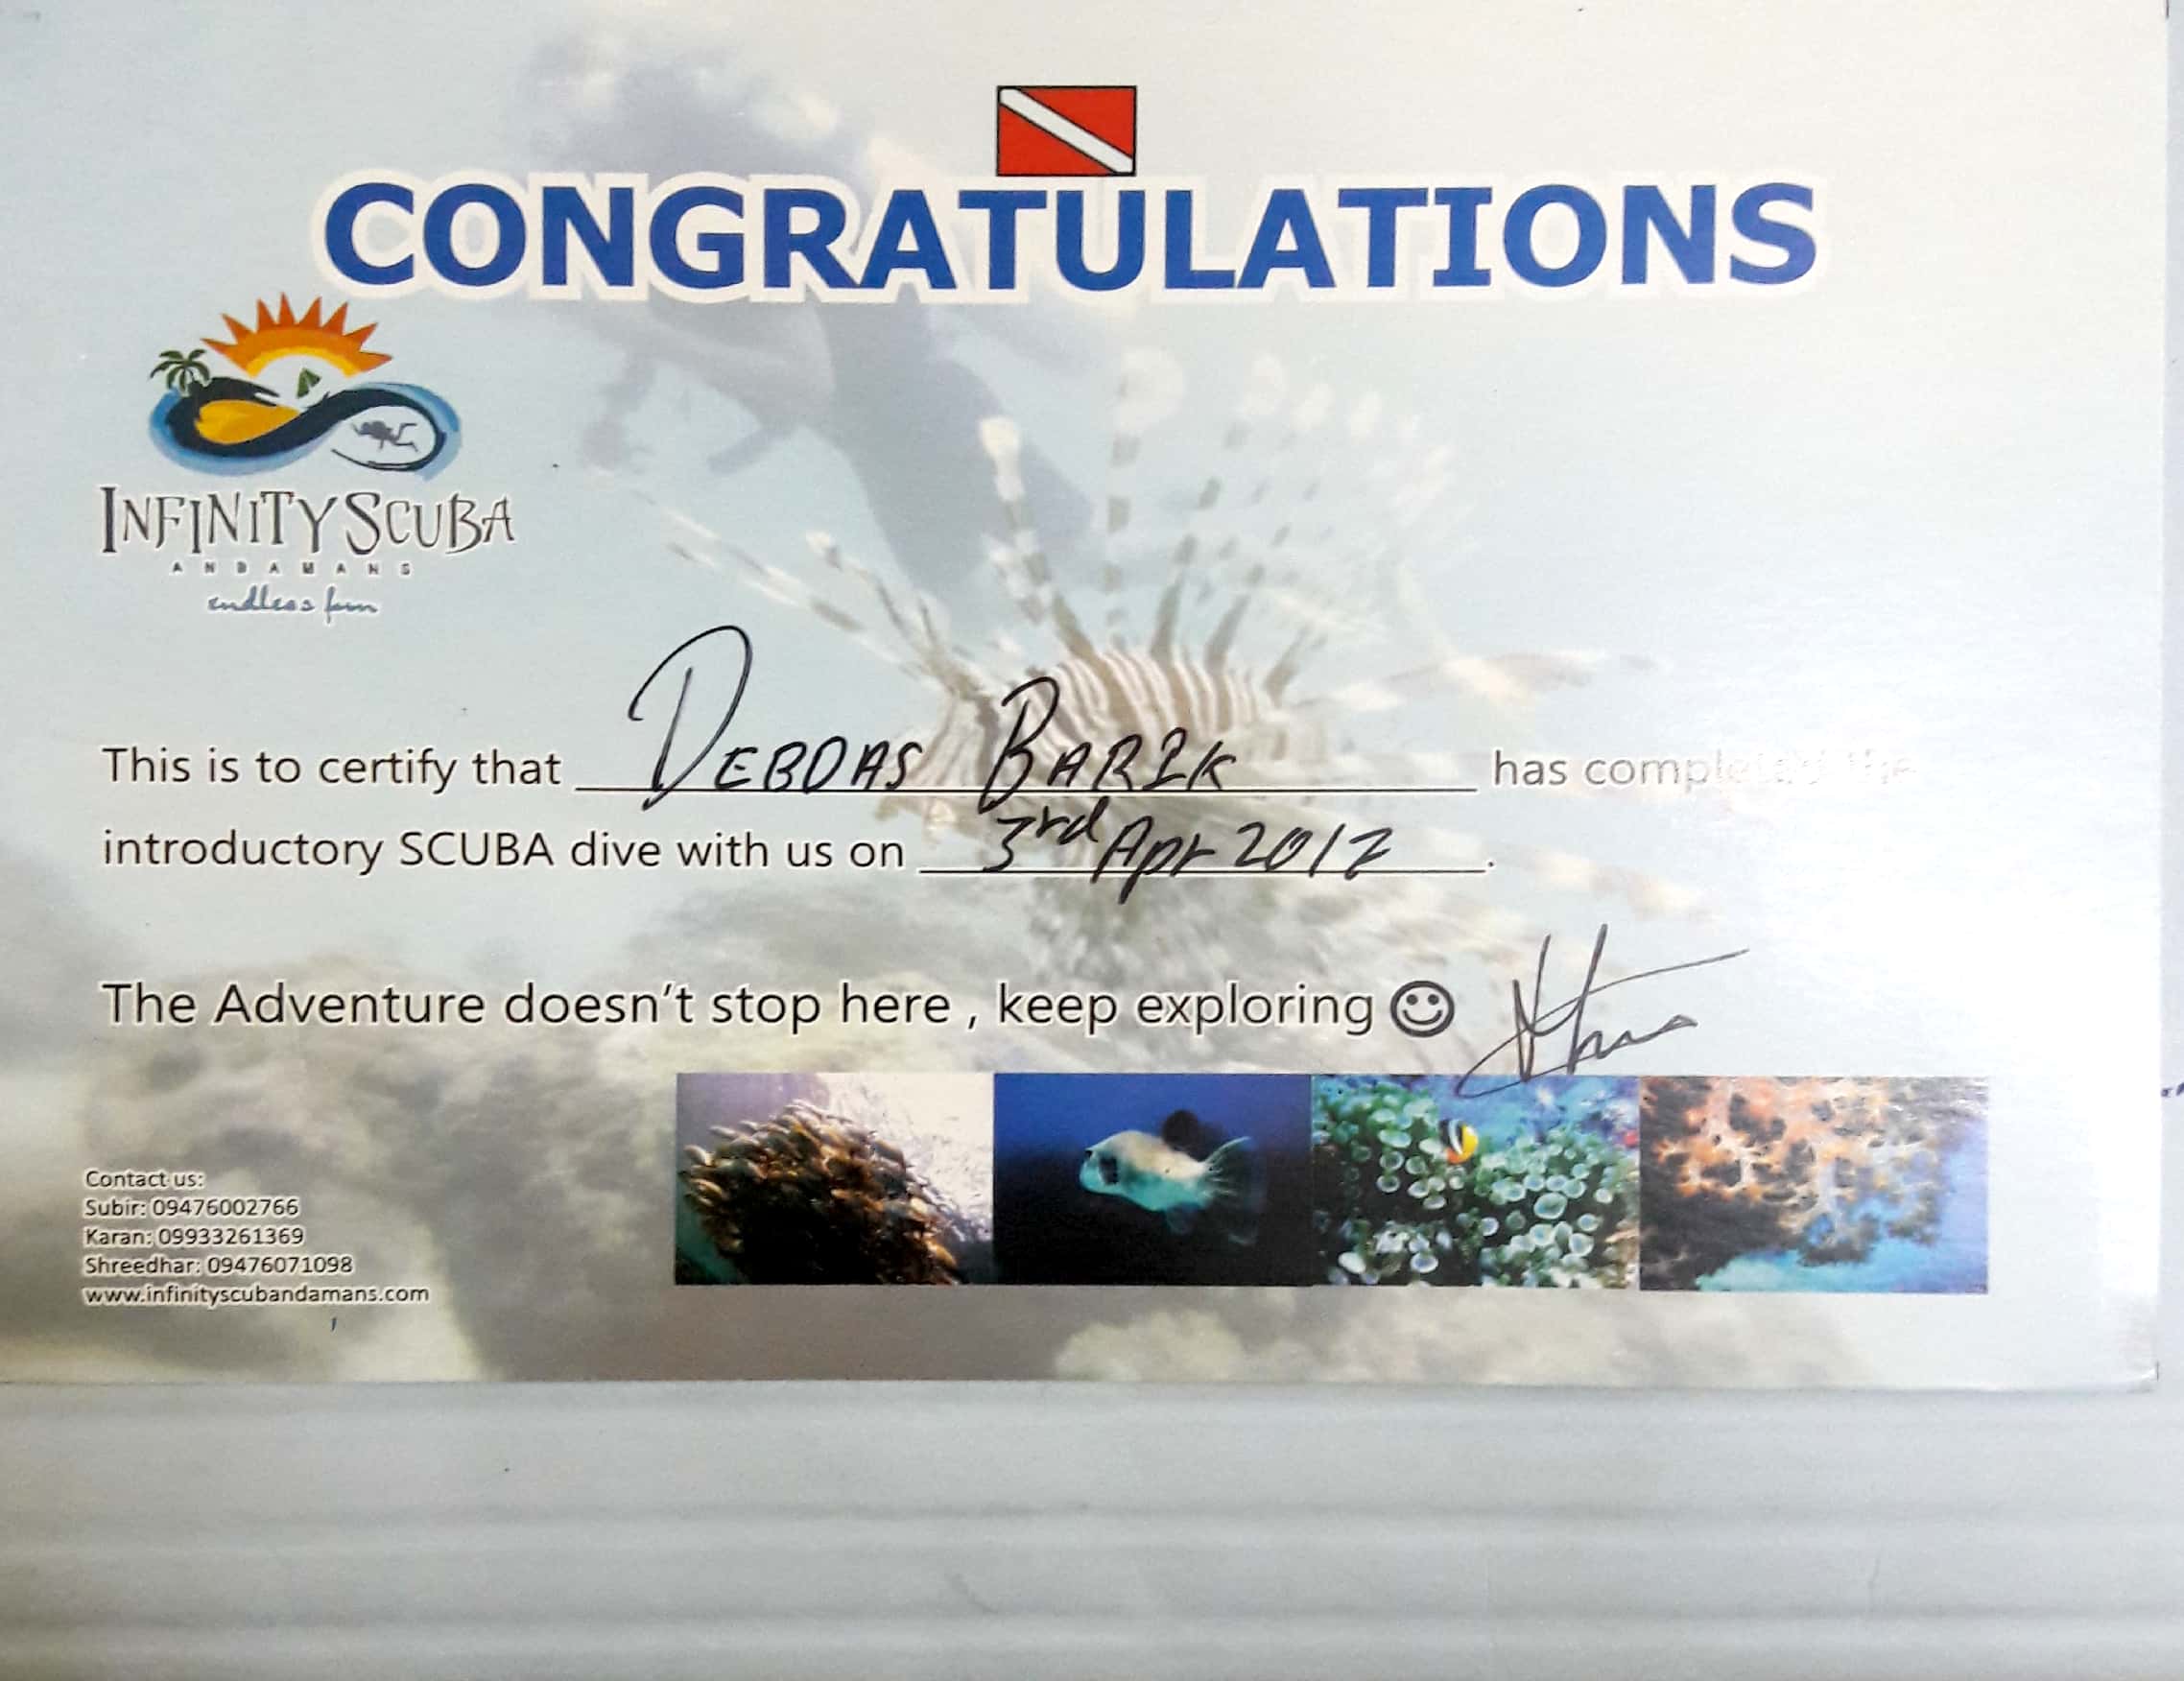 CONGRATULATIONS
INFINITY SCUBA
ANDAMANS
endless fun
This is to certify that DEBDAS BARIK has completed the
introductory SCUBA dive with us on 3rd Apr 2017.
The Adventure doesn't stop here , keep exploring ☺
Contact us:
Subir: 09476002766
Karan: 09933261369
Shreedhar: 09476071098
www.infinityscubandamans.com